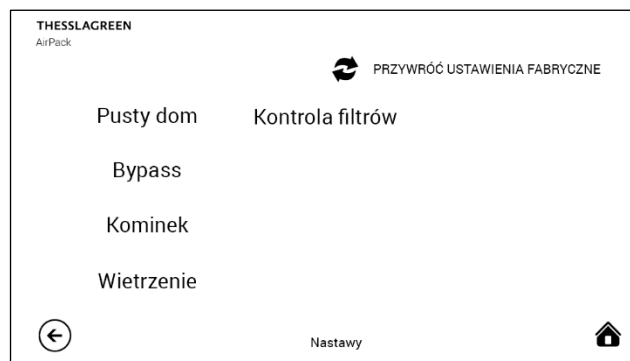 THESSLAGREEN
AirPack
PRZYWRÓĆ USTAWIENIA FABRYCZNE
Pusty dom
Kontrola filtrów
Bypass
Kominek
Wietrzenie
Nastawy